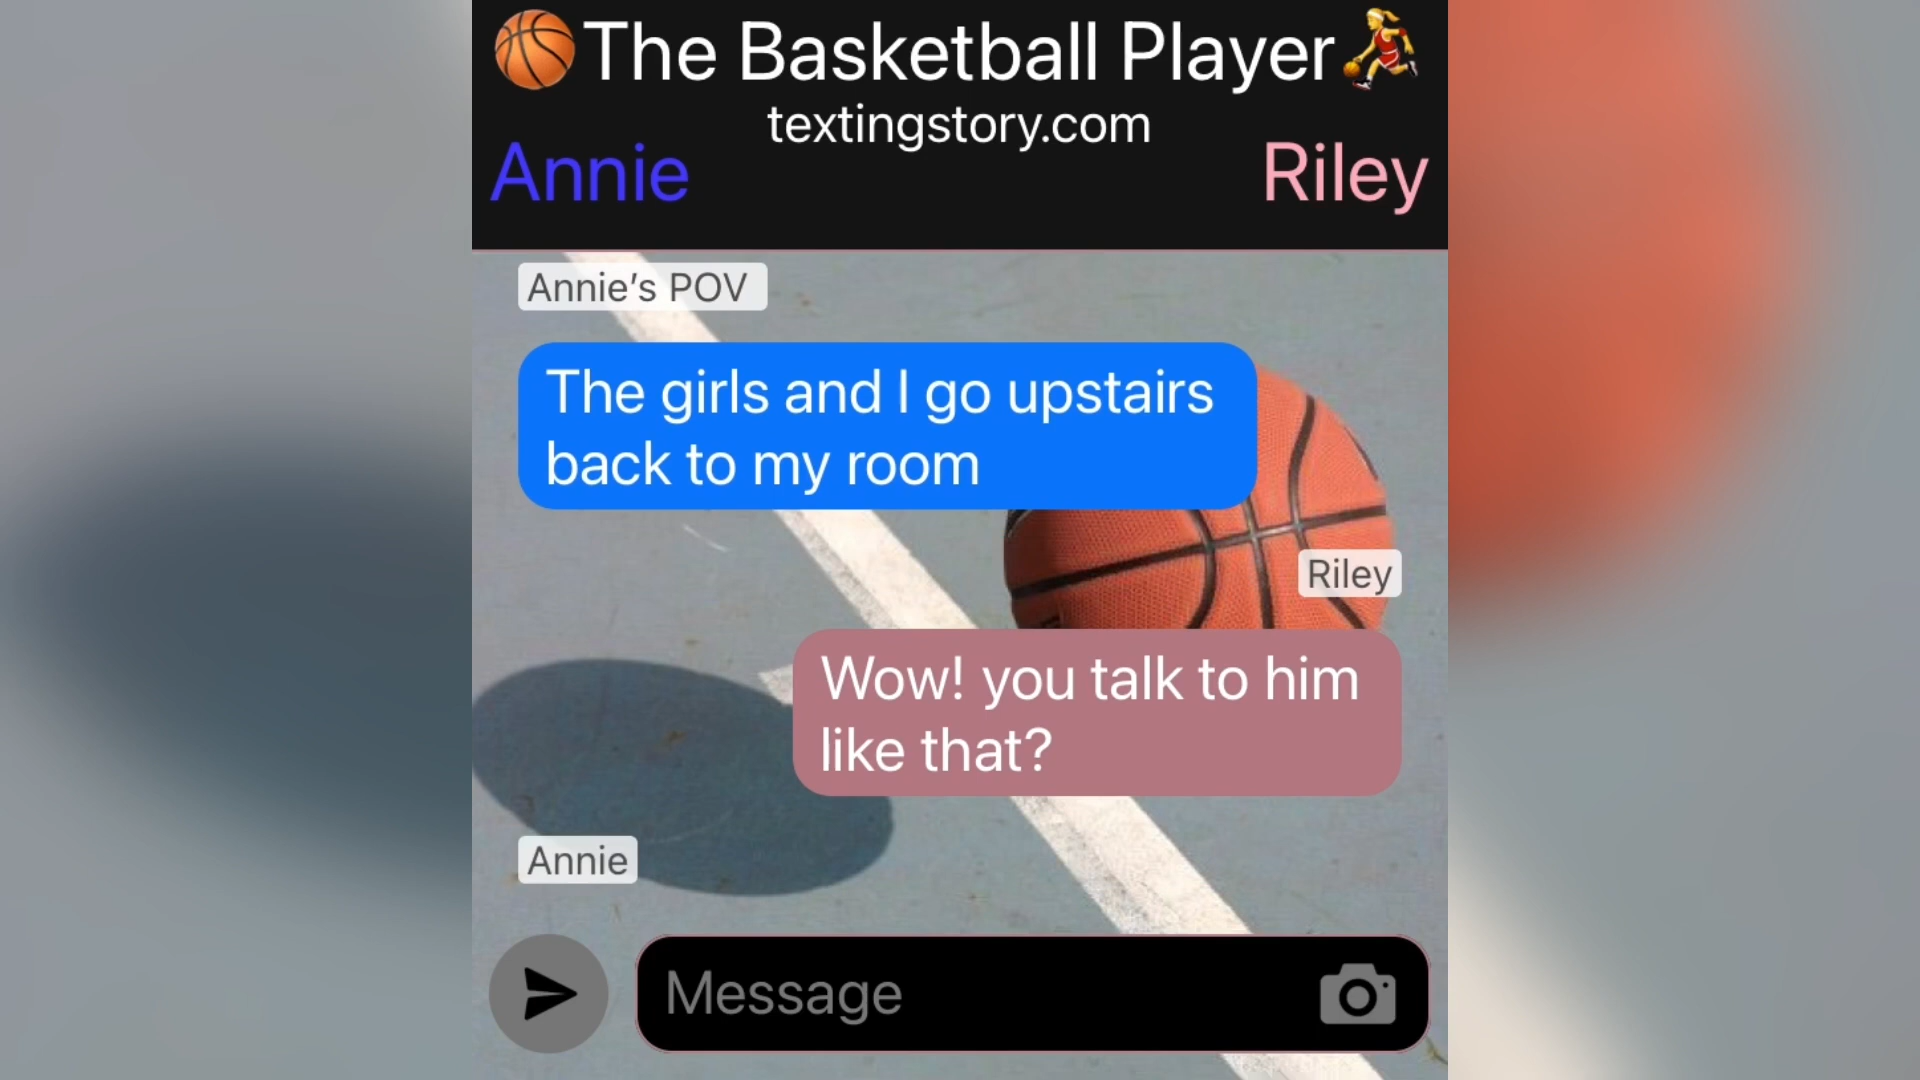 The Basketball Player
textingstory.com
Annie
Riley
Annie’s POV
The girls and I go upstairs
back to my room
Riley
Wow! you talk to him
like that?
Annie
Message